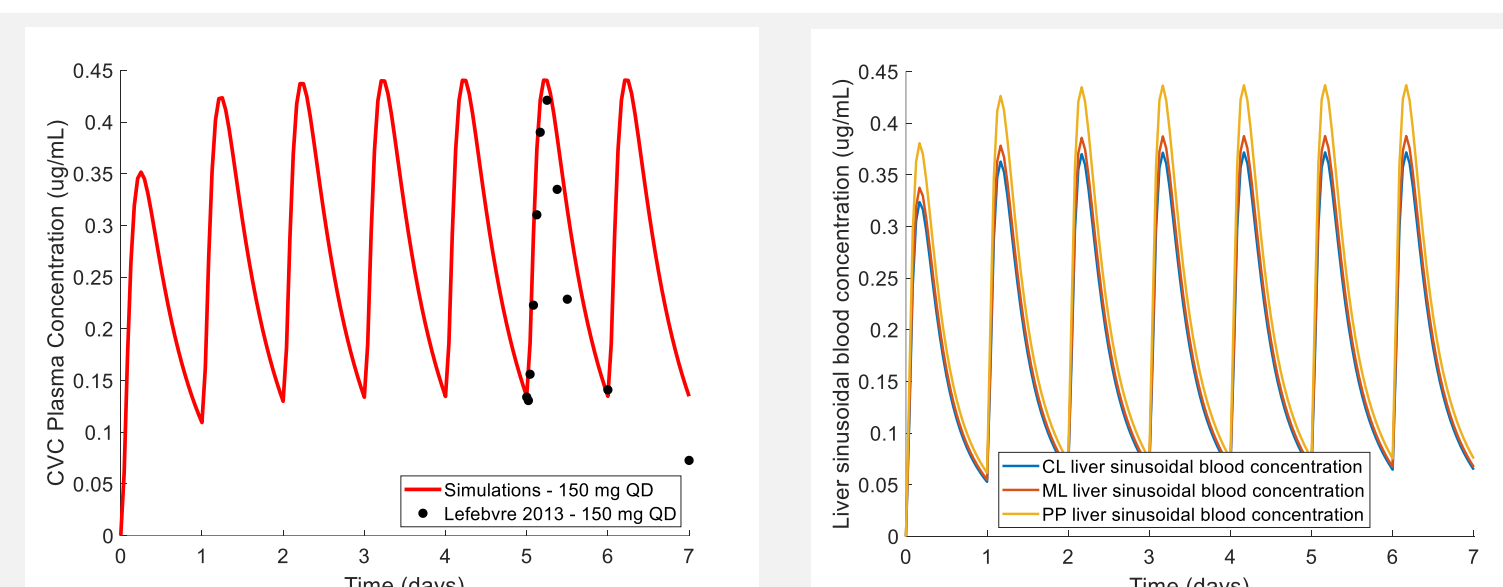 0.45
0.4
0.35
0.3
0.25
0.2
0.15
0.1
0.05
0
CVC Plasma Concentration (ug/mL)
Simulations - 150 mg QD
Lefebvre 2013 - 150 mg QD
0 1 2 3 4 5 6 7
Time (days)
0.45
0.4
0.35
0.3
0.25
0.2
0.15
0.1
0.05
0
Liver sinusoidal blood concentration (ug/mL)
CL liver sinusoidal blood concentration
ML liver sinusoidal blood concentration
PP liver sinusoidal blood concentration
0 1 2 3 4 5 6 7
Time (days)